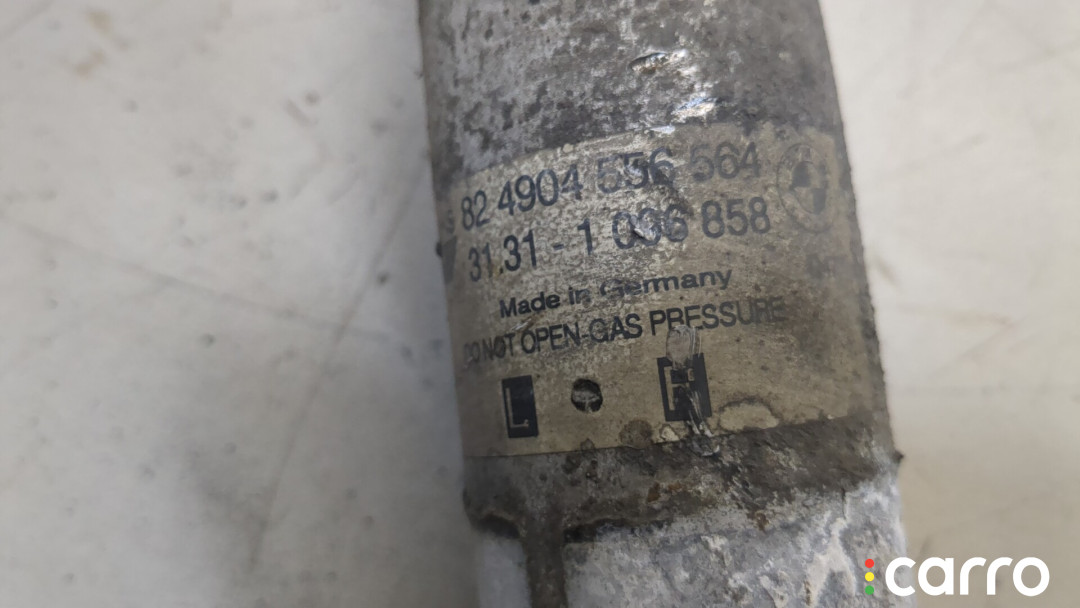 82 4904 556 564
31.31 - 1 096 858
Made in Germany
DO NOT OPEN-GAS PRESSURE
L
carro